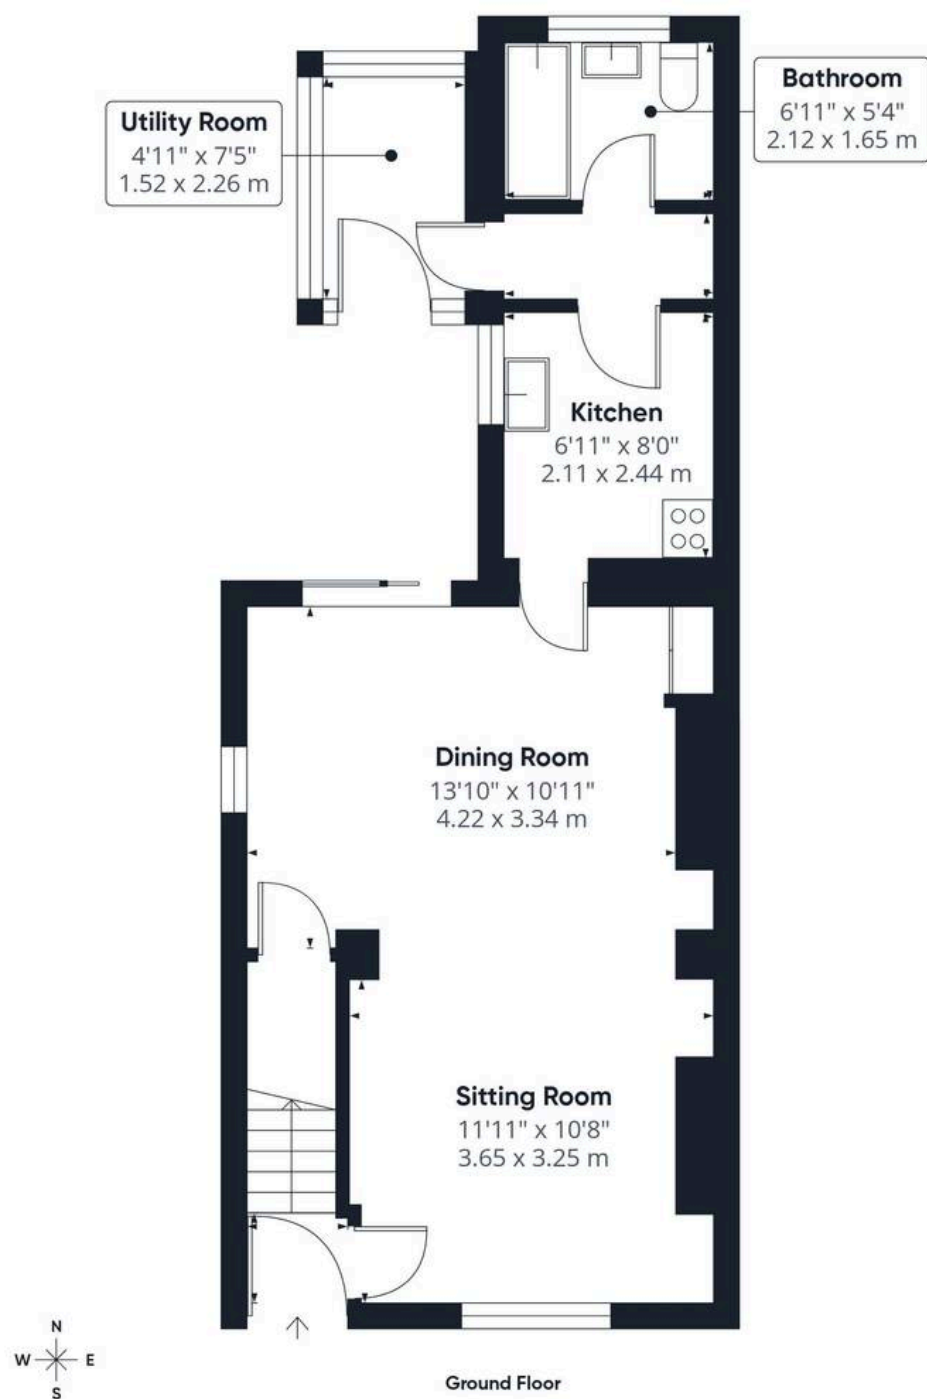 Bathroom
6'11" x 5'4"
2.12 x 1.65 m
Utility Room
4'11" x 7'5"
1.52 x 2.26 m
Kitchen
6'11" x 8'0"
2.11 x 2.44 m
Dining Room
13'10" x 10'11"
4.22 x 3.34 m
Sitting Room
11'11" x 10'8"
3.65 x 3.25 m
N
W E
S
Ground Floor